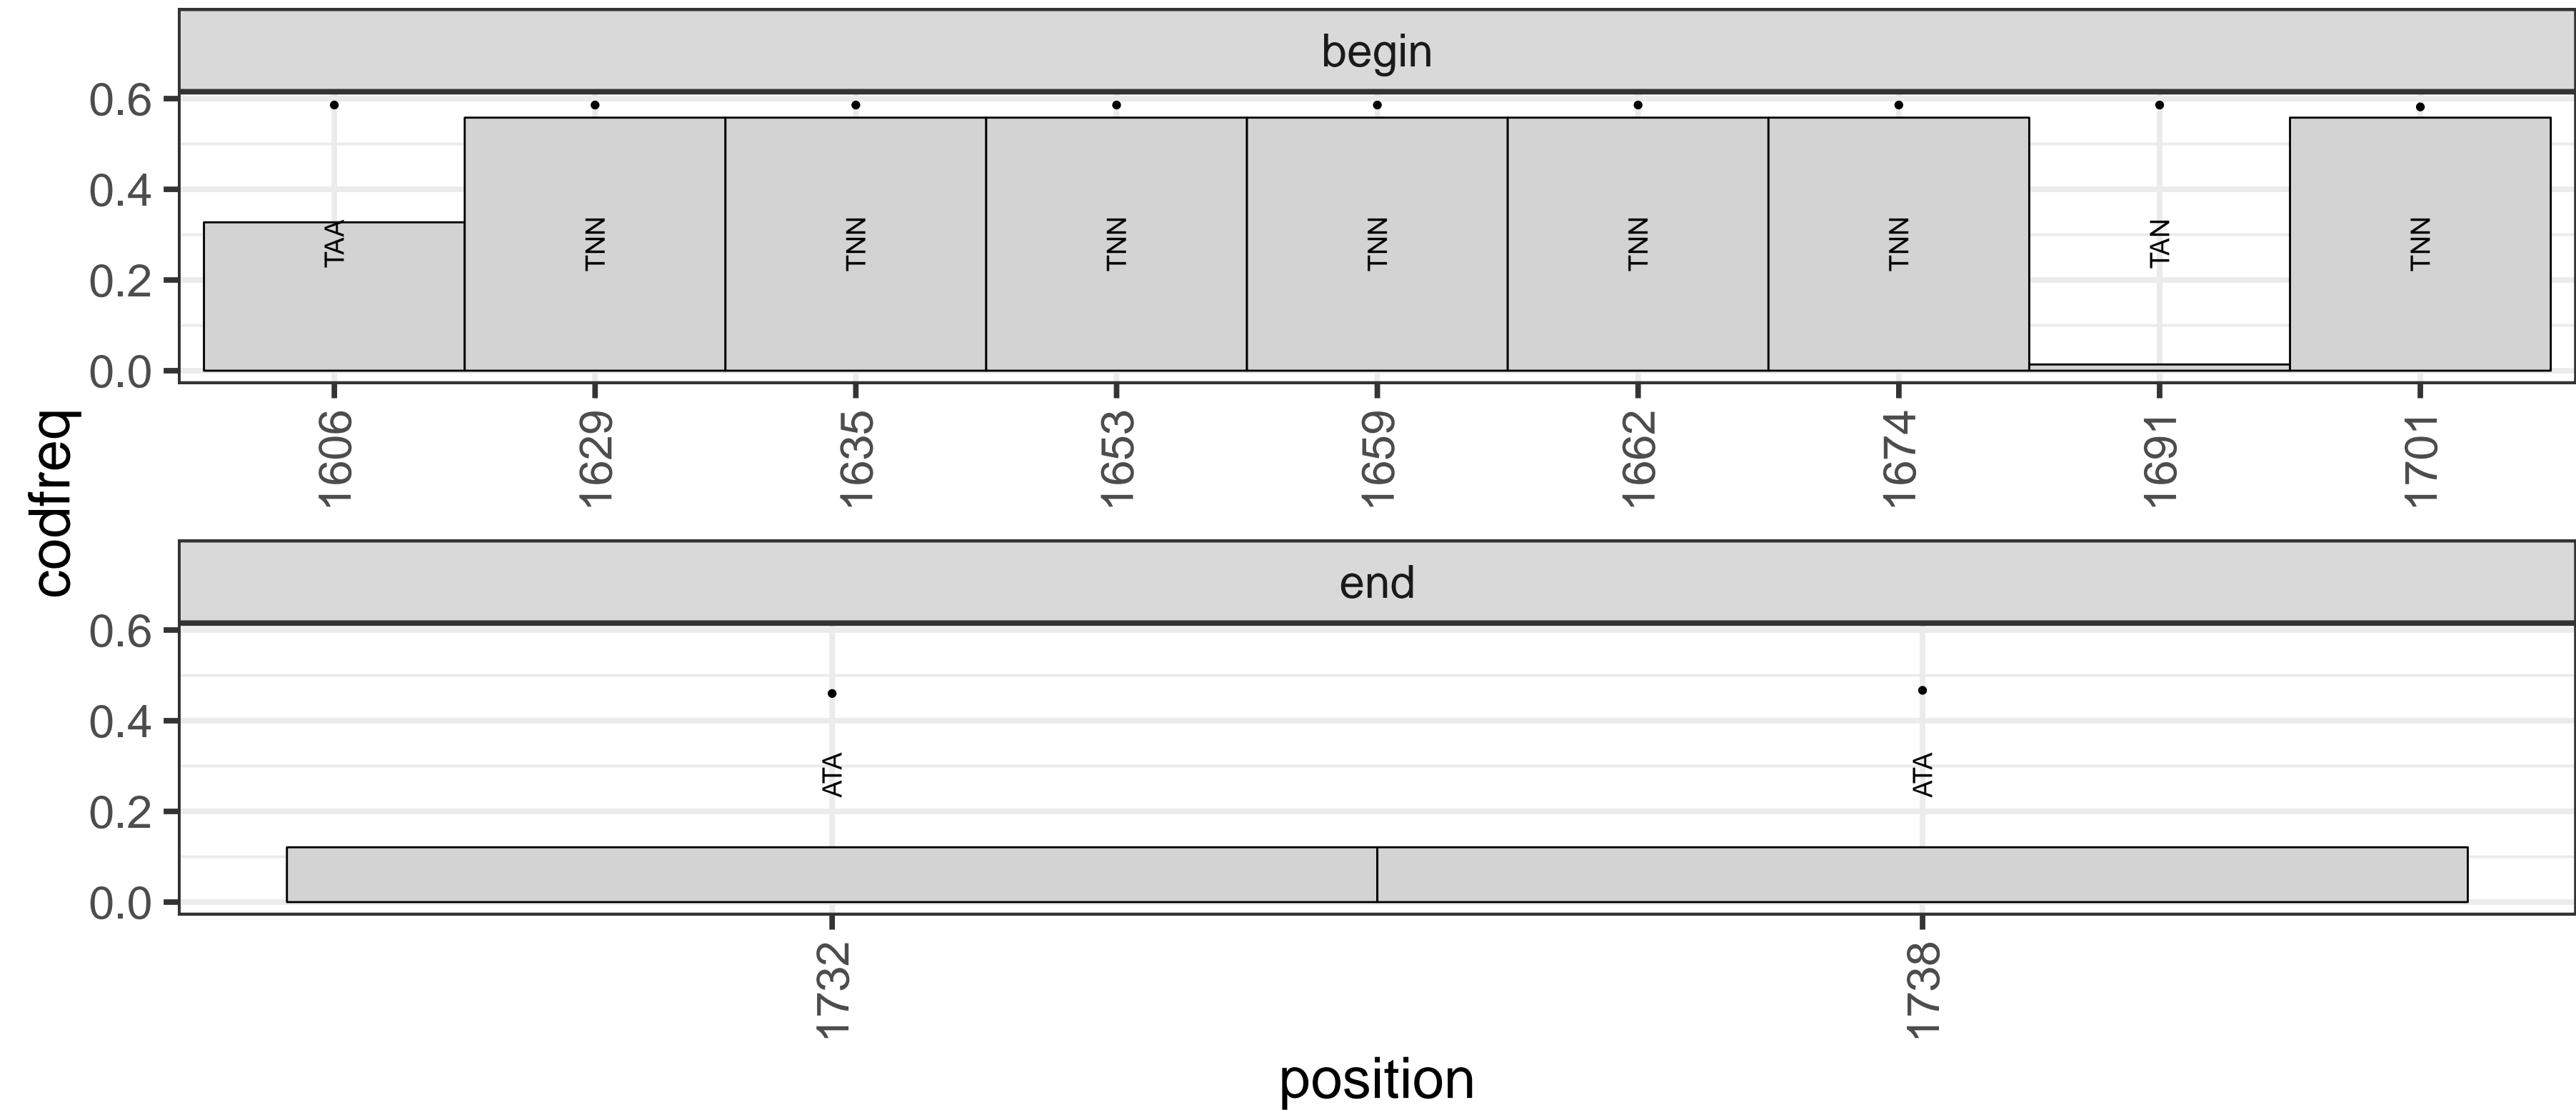 begin
0.6
0.4
0.2
0.0
TAA TNN TNN TNN TNN TNN TNN TAN TNN
1606 1629 1635 1653 1659 1662 1674 1691 1701
codfreq
end
0.6
0.4
0.2
0.0
ATA ATA
1732 1738
position